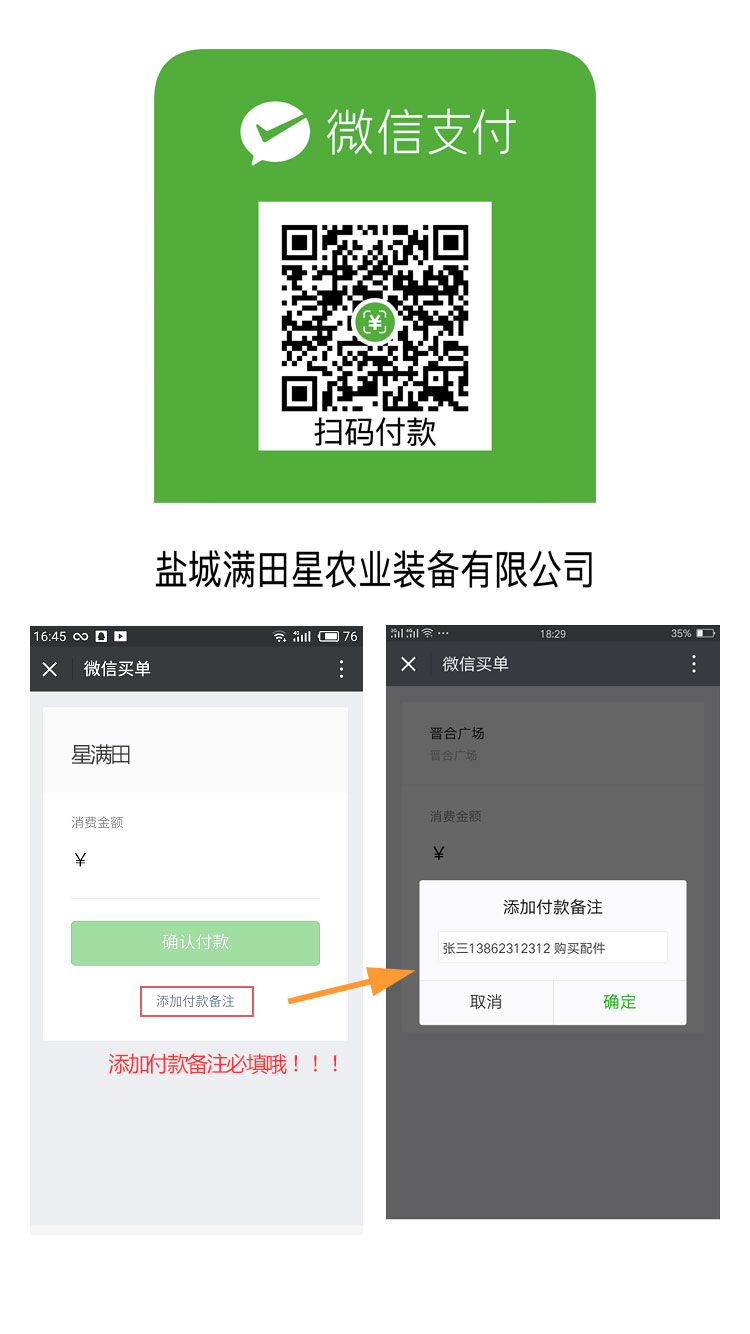 微信支付
扫码付款
盐城满田星农业装备有限公司
16:45 76
微信买单
星满田
消费金额
¥
确认付款
添加付款备注
添加付款备注必填哦！！！
18:29 35%
微信买单
晋合广场
晋合广场
消费金额
¥
添加付款备注
张三13862312312 购买配件
取消 确定